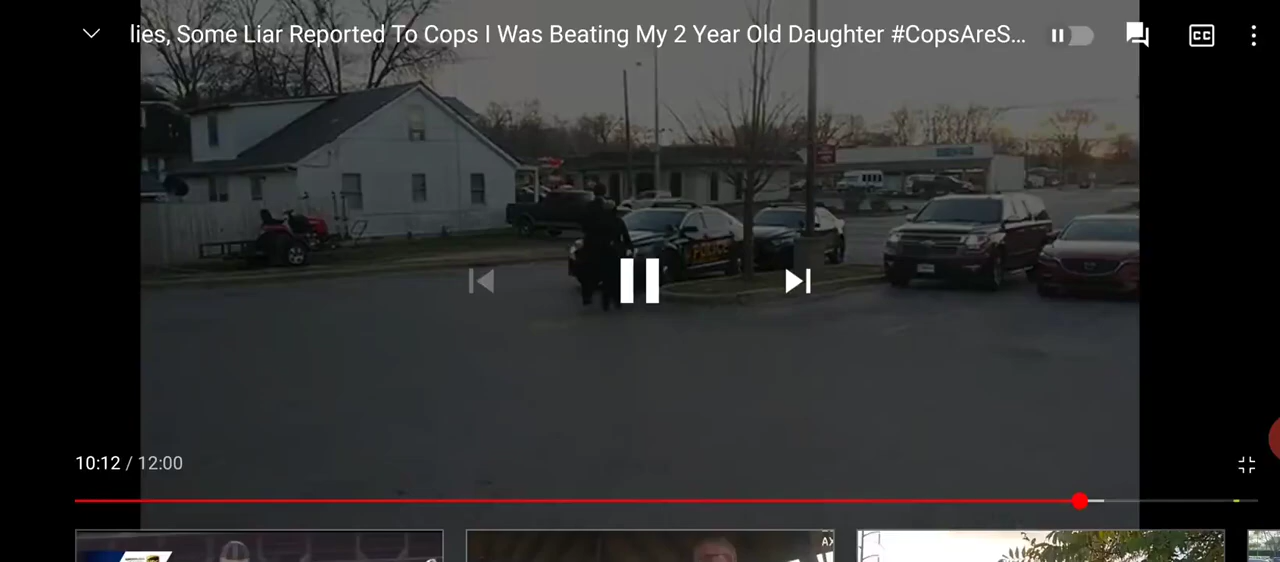 lies, Some Liar Reported To Cops I Was Beating My 2 Year Old Daughter #CopsAreS...
CC
POLICE
10:12 / 12:00